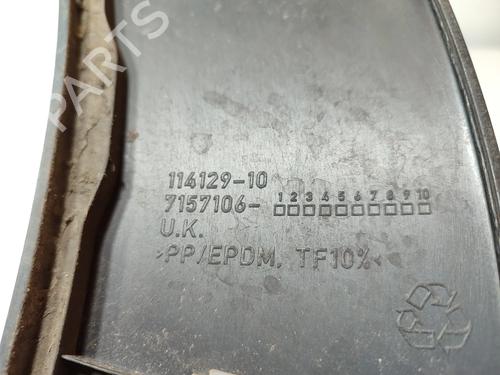 114129-10
7157106- 1 2 3 4 5 6 7 8 9 10
U.K.
>PP/EPDM. TF10%<
B-PARTS